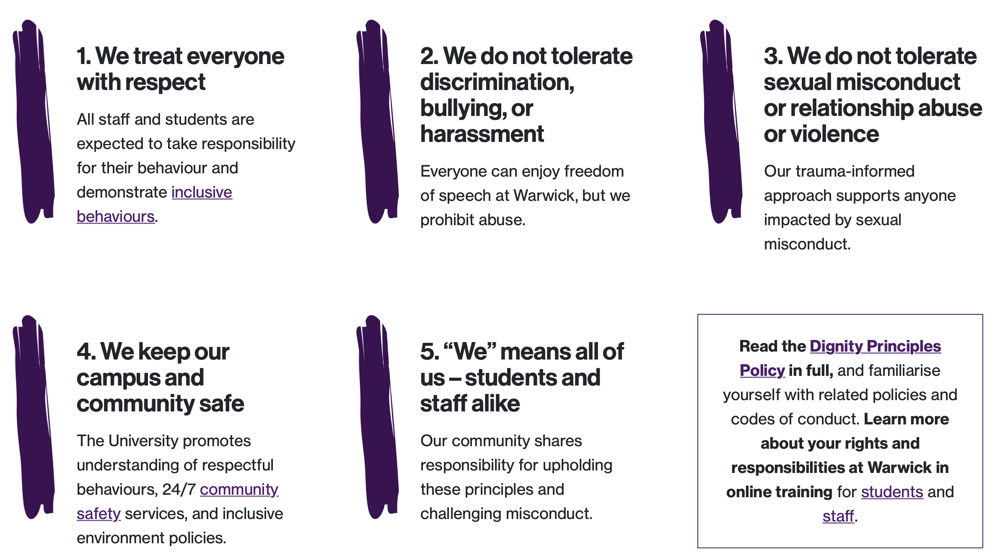 1. We treat everyone
with respect
All staff and students are
expected to take responsibility
for their behaviour and
demonstrate inclusive
behaviours.
2. We do not tolerate
discrimination,
bullying, or
harassment
Everyone can enjoy freedom
of speech at Warwick, but we
prohibit abuse.
3. We do not tolerate
sexual misconduct
or relationship abuse
or violence
Our trauma-informed
approach supports anyone
impacted by sexual
misconduct.
4. We keep our
campus and
community safe
The University promotes
understanding of respectful
behaviours, 24/7 community
safety services, and inclusive
environment policies.
5. “We” means all of
us – students and
staff alike
Our community shares
responsibility for upholding
these principles and
challenging misconduct.
Read the Dignity Principles
Policy in full, and familiarise
yourself with related policies and
codes of conduct. Learn more
about your rights and
responsibilities at Warwick in
online training for students and
staff.